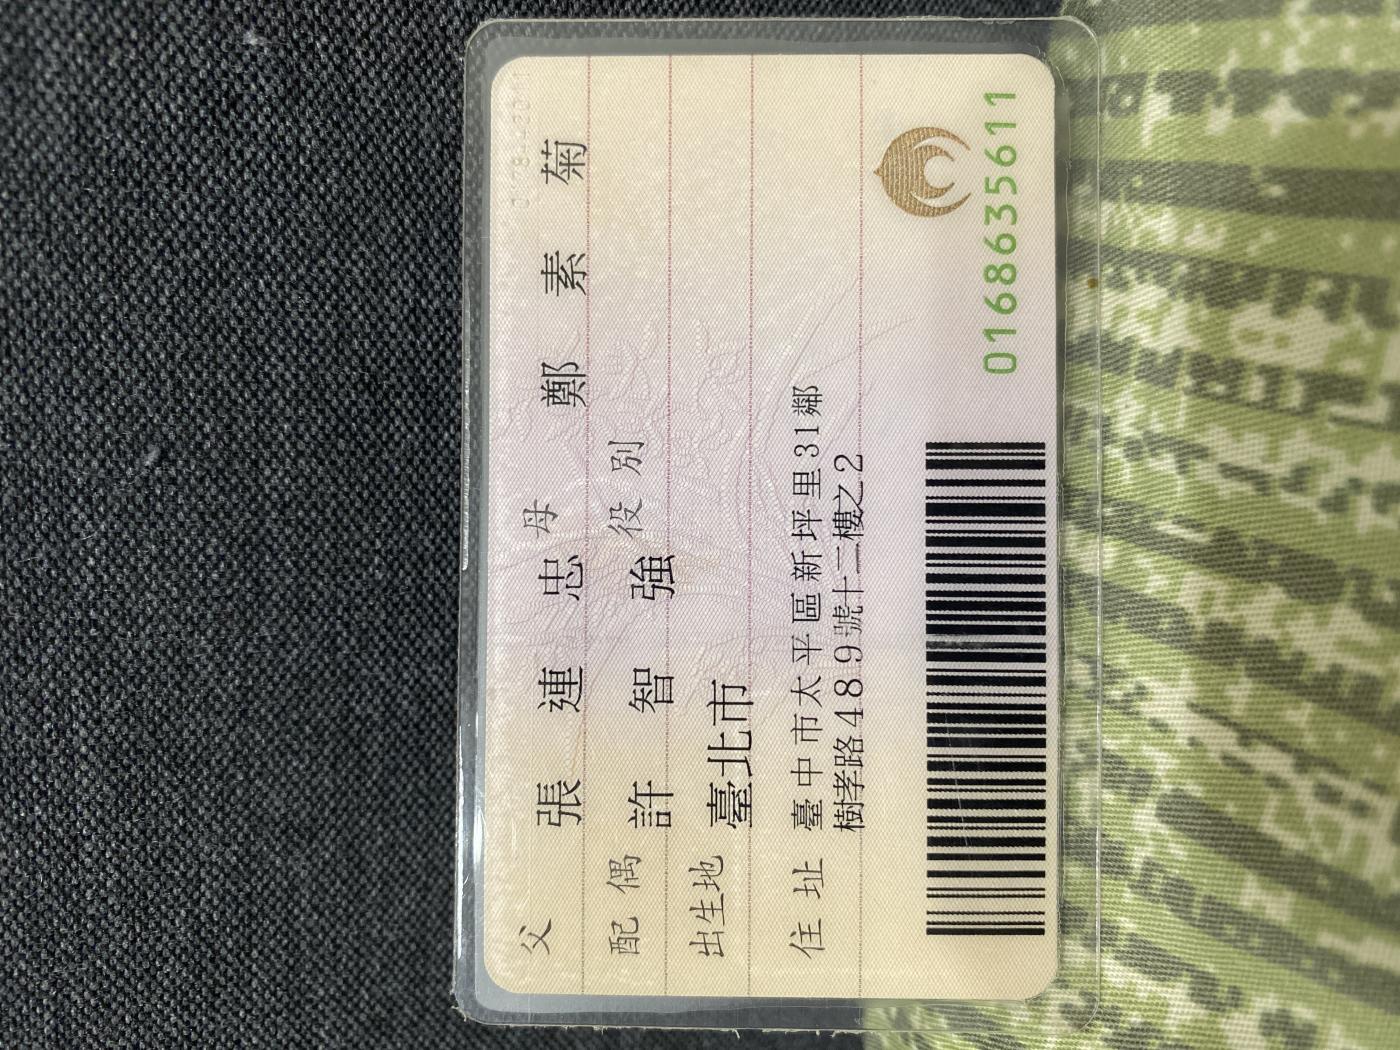 父 張連忠 母 鄭素菊
配偶 許智強 役別
出生地 臺北市
住址 臺中市太平區新坪里31鄰
樹孝路489號十二樓之2
0168635611